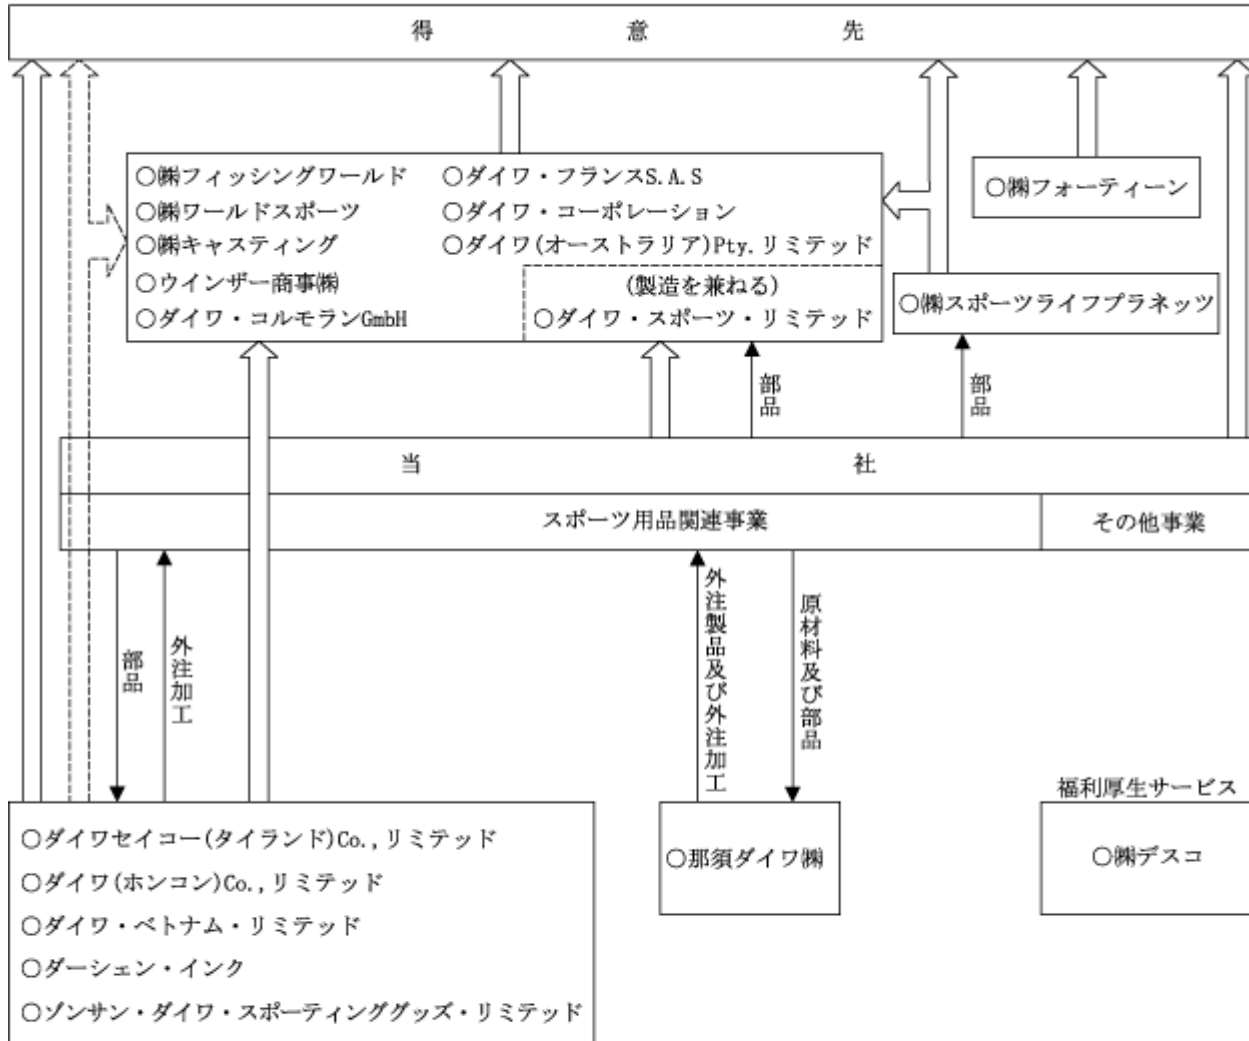 得意先
○㈱フィッシングワールド
○㈱ワールドスポーツ
○㈱キャスティング
○ウインザー商事㈱
○ダイワ・コルモランGmbH
○ダイワ・フランスS.A.S
○ダイワ・コーポレーション
○ダイワ(オーストラリア)Pty.リミテッド
(製造を兼ねる)
○ダイワ・スポーツ・リミテッド
○㈱フォーティーン
○㈱スポーツライフプラネッツ
部品
部品
当社
スポーツ用品関連事業
その他事業
部品
外注加工
外注製品及び外注加工
原材料及び部品
○ダイワセイコー(タイランド)Co.,リミテッド
○ダイワ(ホンコン)Co.,リミテッド
○ダイワ・ベトナム・リミテッド
○ダーシェン・インク
○ゾンサン・ダイワ・スポーティンググッズ・リミテッド
○那須ダイワ㈱
福利厚生サービス
○㈱デスコ